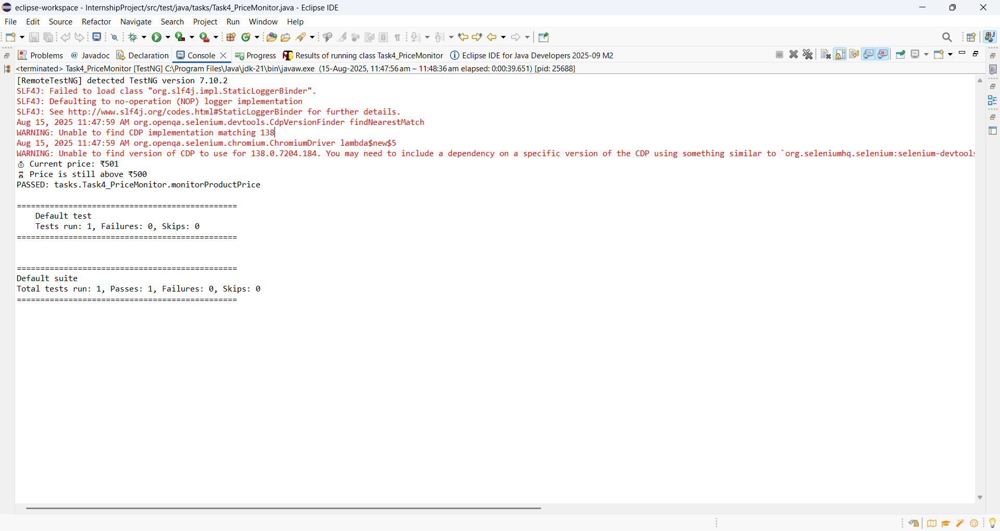 eclipse-workspace - InternshipProject/src/test/java/tasks/Task4_PriceMonitor.java - Eclipse IDE
File Edit Source Refactor Navigate Search Project Run Window Help
Problems Javadoc Declaration Console Progress Results of running class Task4_PriceMonitor Eclipse IDE for Java Developers 2025-09 M2
<terminated> Task4_PriceMonitor [TestNG] C:\Program Files\Java\jdk-21\bin\javaw.exe (15-Aug-2025, 11:47:56 am – 11:48:36 am elapsed: 0:00:39.651) [pid: 25688]
[RemoteTestNG] detected TestNG version 7.10.2
SLF4J: Failed to load class "org.slf4j.impl.StaticLoggerBinder".
SLF4J: Defaulting to no-operation (NOP) logger implementation
SLF4J: See http://www.slf4j.org/codes.html#StaticLoggerBinder for further details.
Aug 15, 2025 11:47:59 AM org.openqa.selenium.devtools.CdpVersionFinder findNearestMatch
WARNING: Unable to find CDP implementation matching 138
Aug 15, 2025 11:47:59 AM org.openqa.selenium.chromium.ChromiumDriver lambda$new$5
WARNING: Unable to find version of CDP to use for 138.0.7204.184. You may need to include a dependency on a specific version of the CDP using something similar to `org.seleniumhq.selenium:selenium-devtools
💰 Current price: ₹501
⏳ Price is still above ₹500
PASSED: tasks.Task4_PriceMonitor.monitorProductPrice
===============================================
Default test
Tests run: 1, Failures: 0, Skips: 0
===============================================
===============================================
Default suite
Total tests run: 1, Passes: 1, Failures: 0, Skips: 0
===============================================